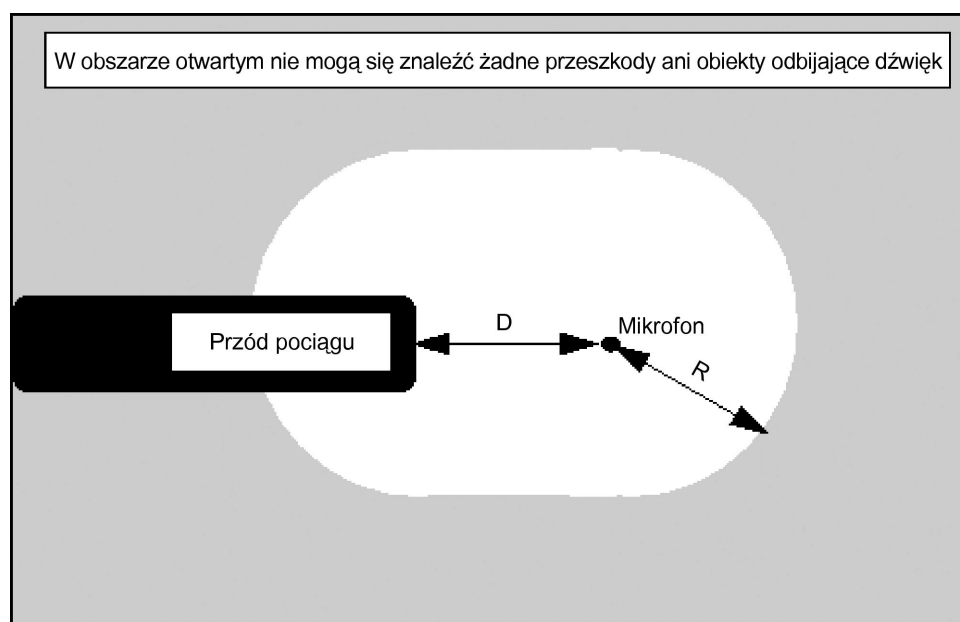 W obszarze otwartym nie mogą się znaleźć żadne przeszkody ani obiekty odbijające dźwięk
D
Mikrofon
Przód pociągu
R